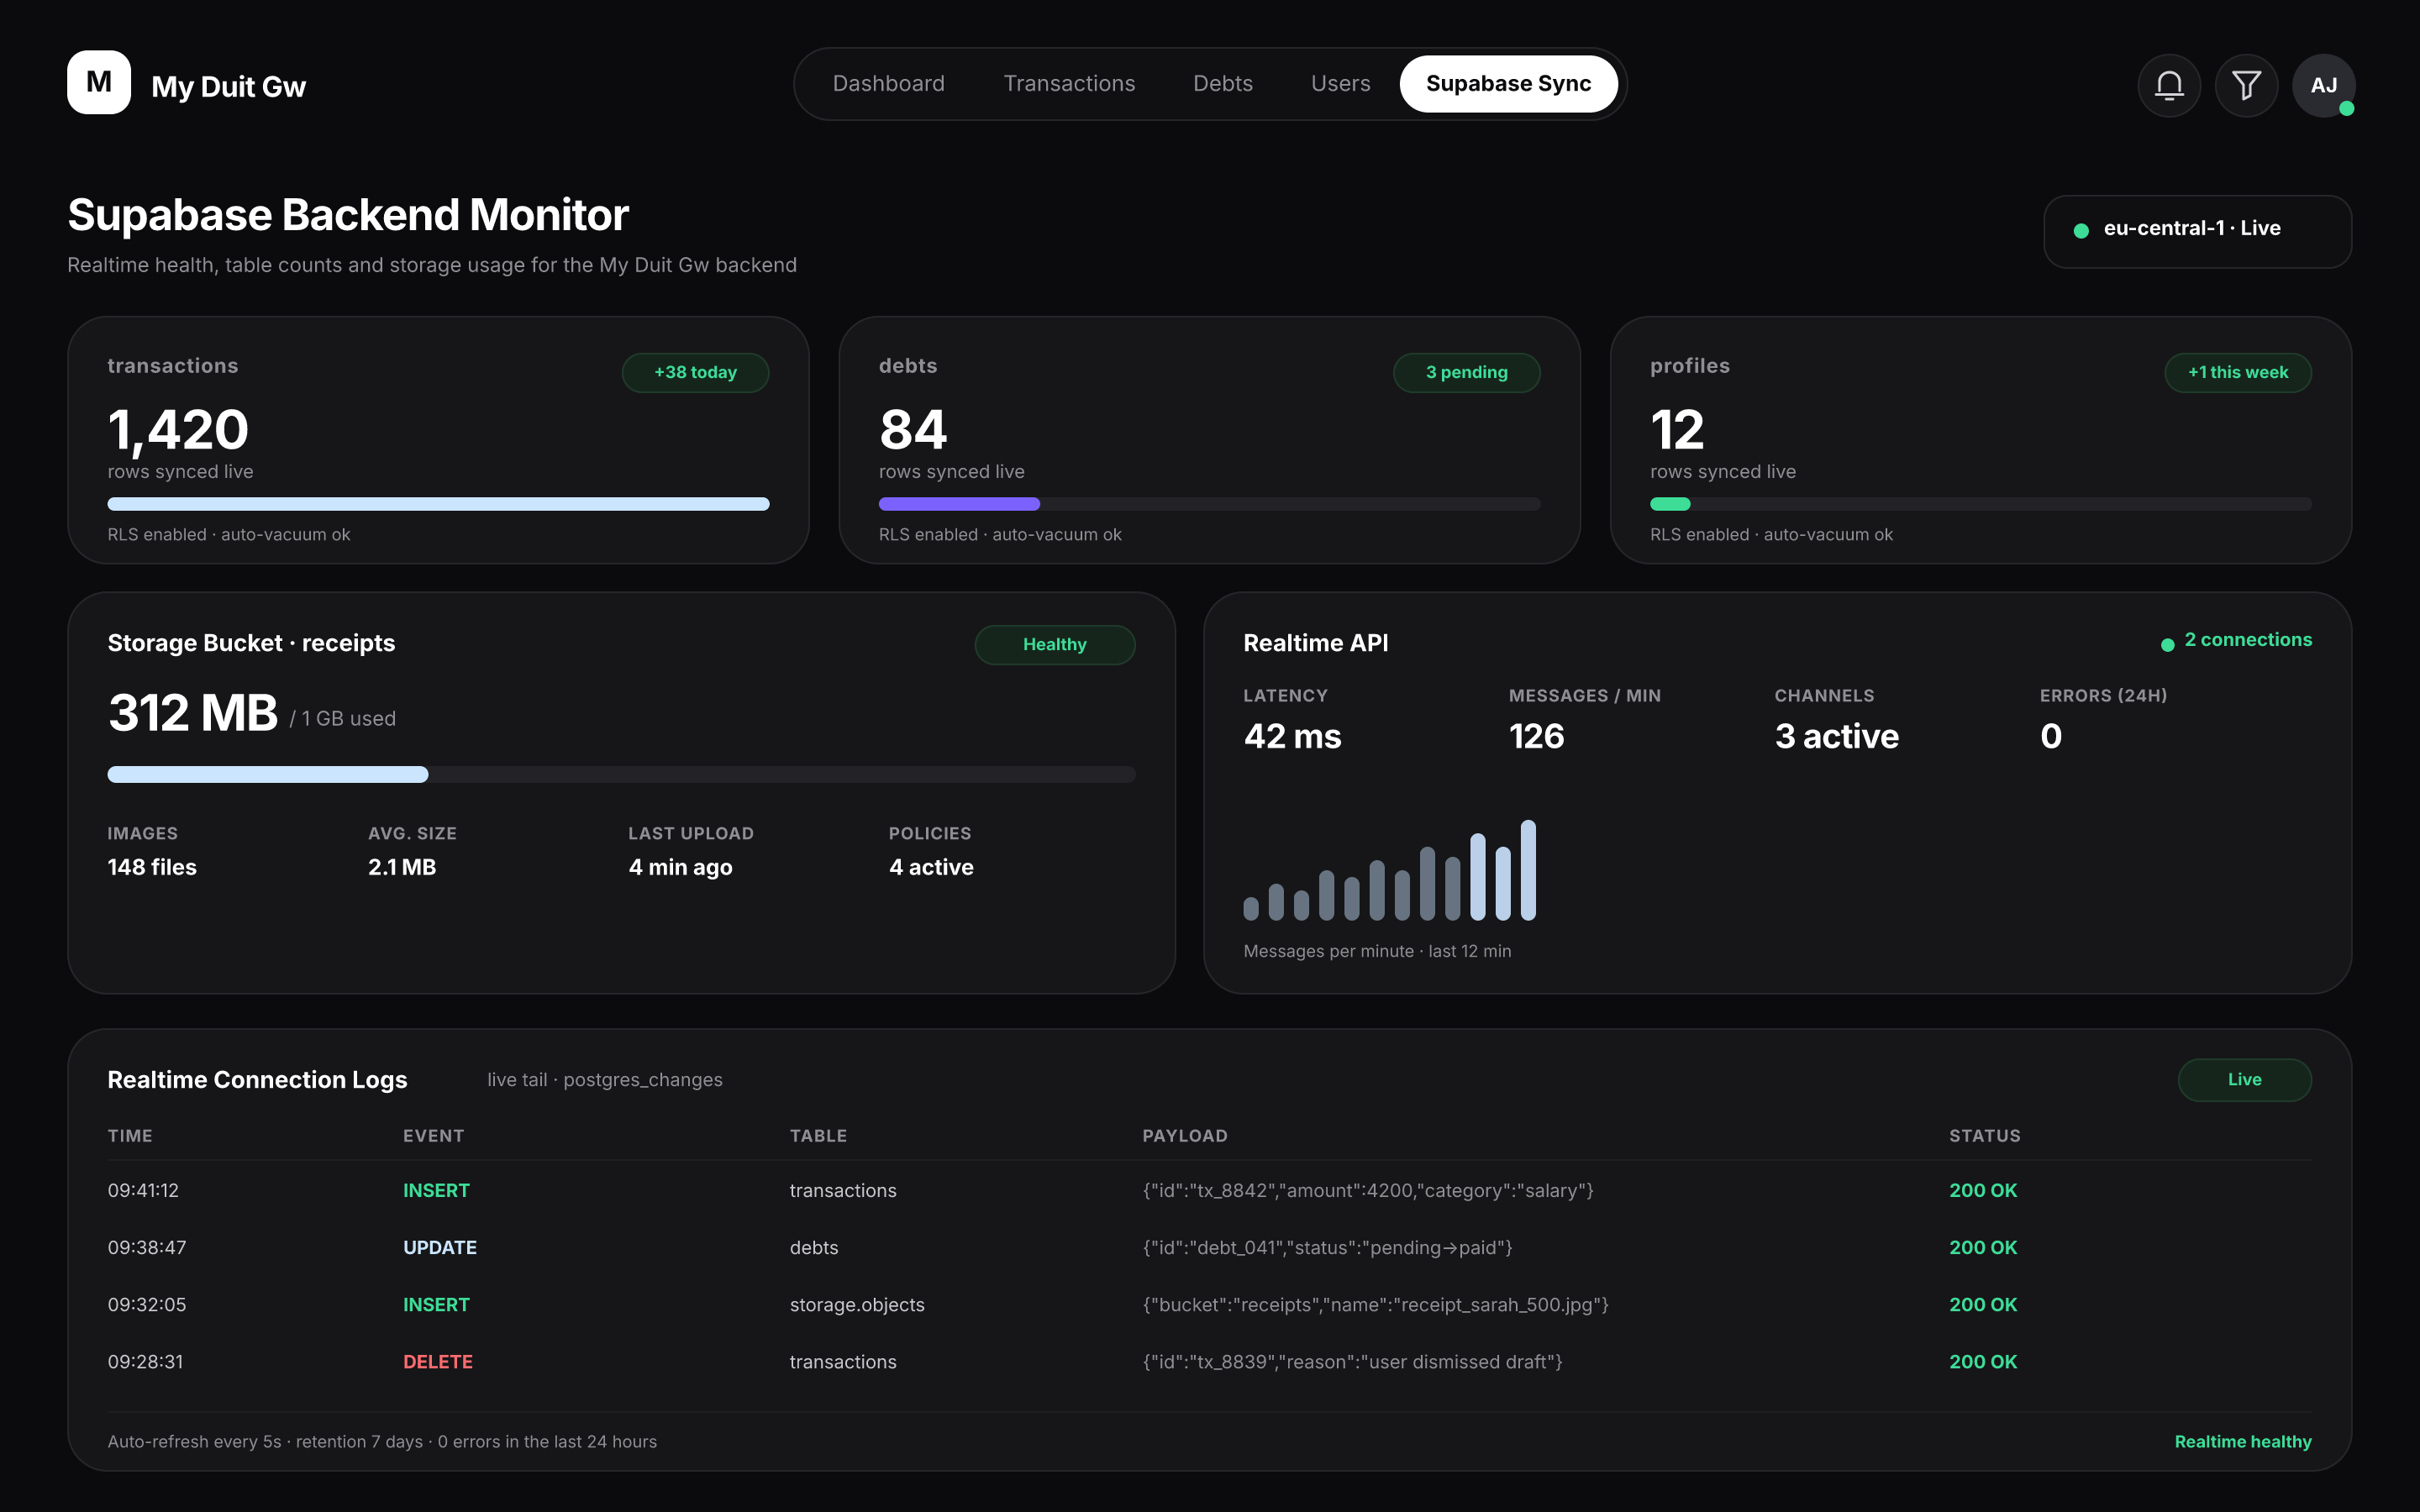 M
My Duit Gw
Dashboard
Transactions
Debts
Users
Supabase Sync
AJ
Supabase Backend Monitor
Realtime health, table counts and storage usage for the My Duit Gw backend
eu-central-1 · Live
transactions
+38 today
1,420
rows synced live
RLS enabled · auto-vacuum ok
debts
3 pending
84
rows synced live
RLS enabled · auto-vacuum ok
profiles
+1 this week
12
rows synced live
RLS enabled · auto-vacuum ok
Storage Bucket · receipts
Healthy
312 MB / 1 GB used
IMAGES
148 files
AVG. SIZE
2.1 MB
LAST UPLOAD
4 min ago
POLICIES
4 active
Realtime API
2 connections
LATENCY
42 ms
MESSAGES / MIN
126
CHANNELS
3 active
ERRORS (24H)
0
Messages per minute · last 12 min
Realtime Connection Logs
live tail · postgres_changes
Live
TIME EVENT TABLE PAYLOAD STATUS
09:41:12 INSERT transactions {"id":"tx_8842","amount":4200,"category":"salary"} 200 OK
09:38:47 UPDATE debts {"id":"debt_041","status":"pending→paid"} 200 OK
09:32:05 INSERT storage.objects {"bucket":"receipts","name":"receipt_sarah_500.jpg"} 200 OK
09:28:31 DELETE transactions {"id":"tx_8839","reason":"user dismissed draft"} 200 OK
Auto-refresh every 5s · retention 7 days · 0 errors in the last 24 hours
Realtime healthy